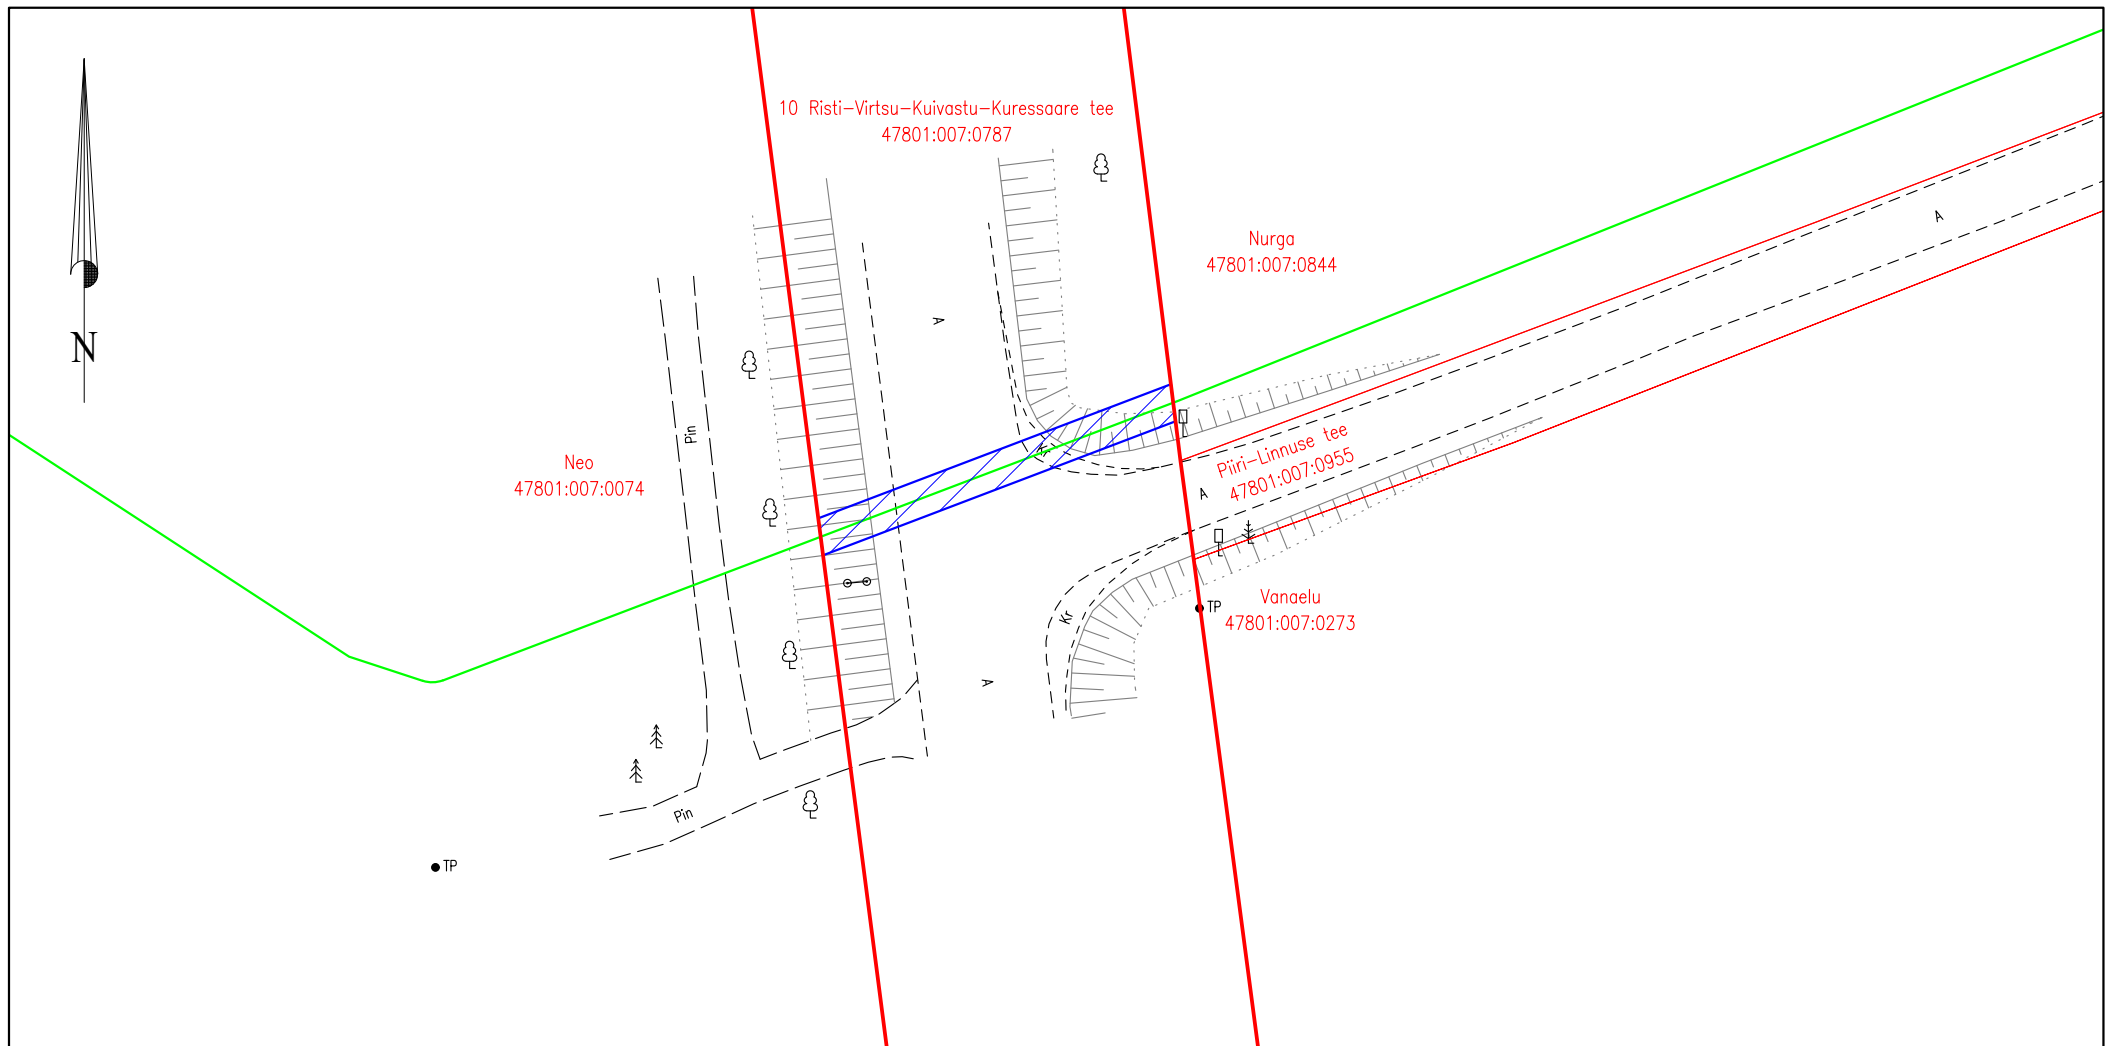 10 Risti-Virtsu-Kuivastu-Kuressaare tee
47801:007:0787
A
Nurga
47801:007:0844
N
A
Pin
Neo
47801:007:0074
Piiri-Linnuse tee
47801:007:0955
A
Kr
TP
Vanaelu
47801:007:0273
A
Pin
TP